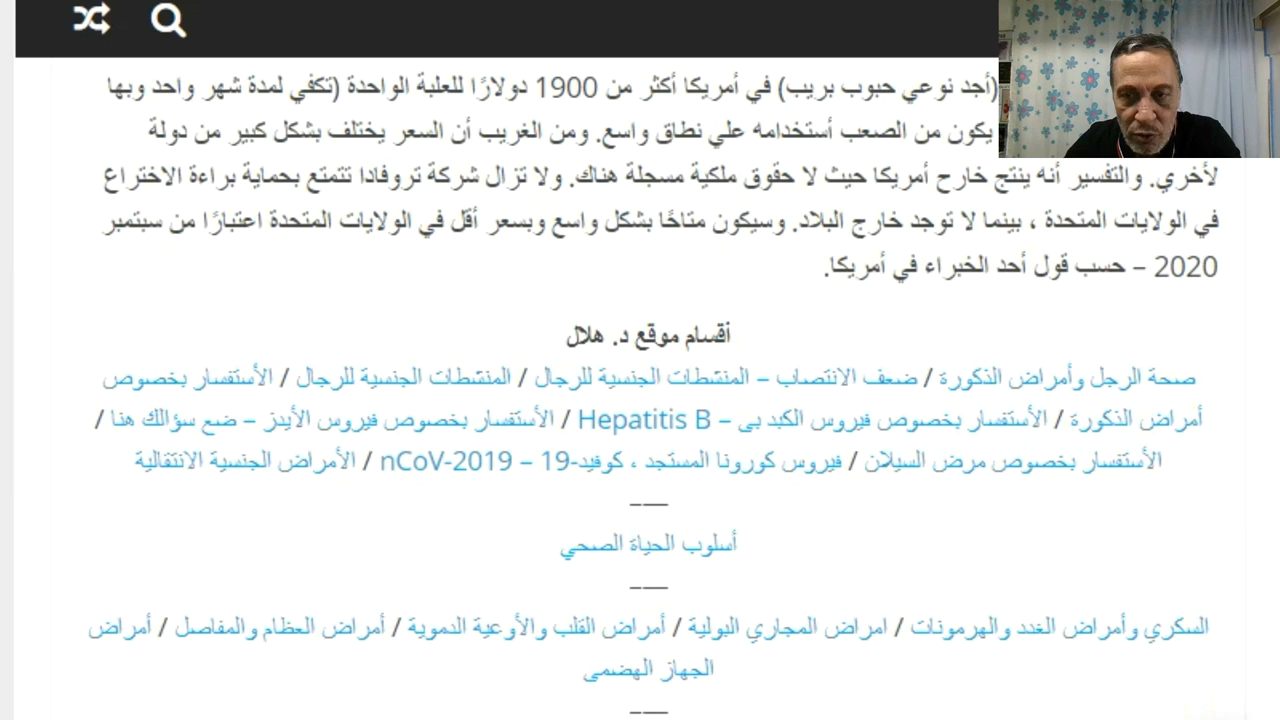 (أجد نوعي حبوب بريب) في أمريكا أكثر من 1900 دولارًا للعلبة الواحدة (تكفي لمدة شهر واحد وبها
يكون من الصعب أستخدامه علي نطاق واسع. ومن الغريب أن السعر يختلف بشكل كبير من دولة
لأخري. والتفسير أنه ينتج خارح أمريكا حيث لا حقوق ملكية مسجلة هناك. ولا تزال شركة تروفادا تتمتع بحماية براءة الاختراع
في الولايات المتحدة ، بينما لا توجد خارج البلاد. وسيكون متاحًا بشكل واسع وبسعر أقل في الولايات المتحدة اعتبارًا من سبتمبر
2020 – حسب قول أحد الخبراء في أمريكا.
أقسام موقع د. هلال
صحة الرجل وأمراض الذكورة / ضعف الانتصاب – المنشطات الجنسية للرجال / المنشطات الجنسية للرجال / الأستفسار بخصوص
أمراض الذكورة / الأستفسار بخصوص فيروس الكبد بى – Hepatitis B / الأستفسار بخصوص فيروس الأيدز – ضع سؤالك هنا /
الأستفسار بخصوص مرض السيلان / فيروس كورونا المستجد ، كوفيد-19 – nCoV-2019 / الأمراض الجنسية الانتقالية
—–
أسلوب الحياة الصحي
—–
السكري وأمراض الغدد والهرمونات / امراض المجاري البولية / أمراض القلب والأوعية الدموية / أمراض العظام والمفاصل / أمراض
الجهاز الهضمى
—–